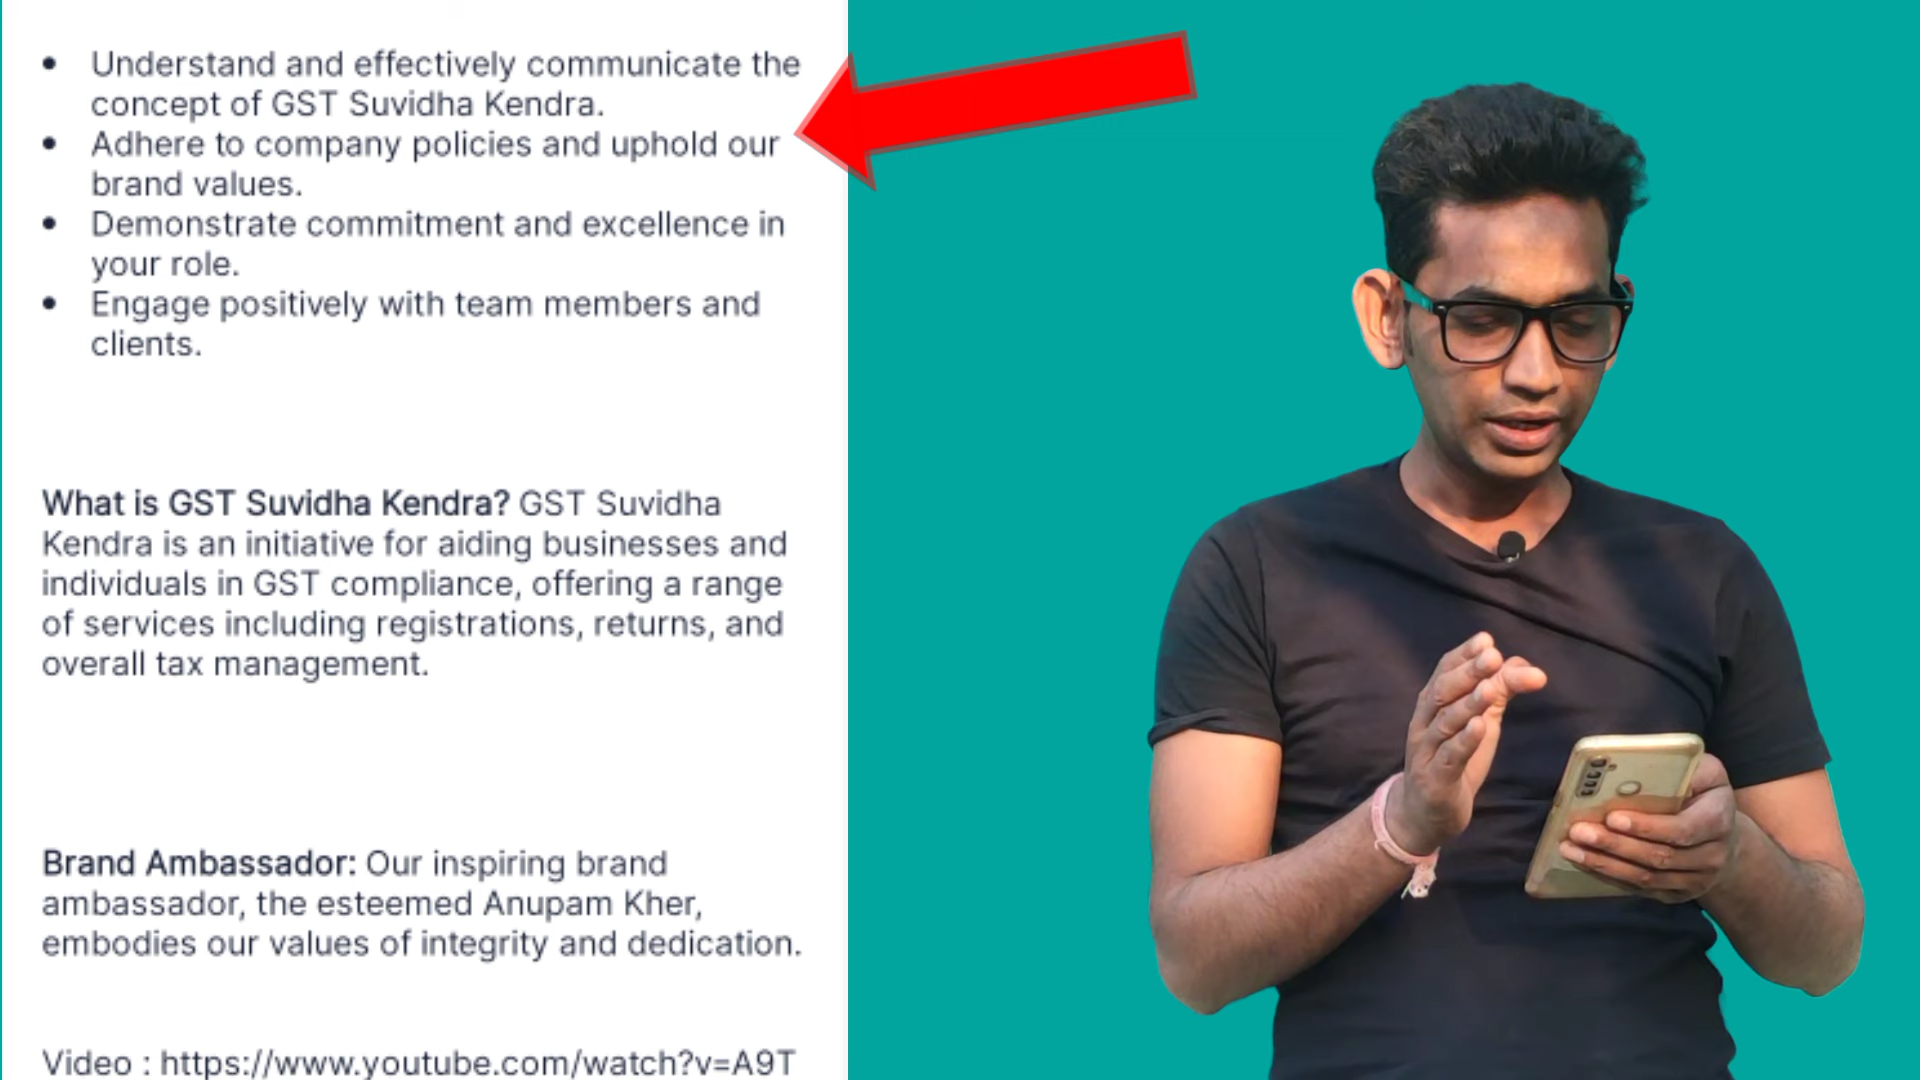 • Understand and effectively communicate the
concept of GST Suvidha Kendra.
• Adhere to company policies and uphold our
brand values.
• Demonstrate commitment and excellence in
your role.
• Engage positively with team members and
clients.
What is GST Suvidha Kendra? GST Suvidha
Kendra is an initiative for aiding businesses and
individuals in GST compliance, offering a range
of services including registrations, returns, and
overall tax management.
Brand Ambassador: Our inspiring brand
ambassador, the esteemed Anupam Kher,
embodies our values of integrity and dedication.
Video : https://www.youtube.com/watch?v=A9T